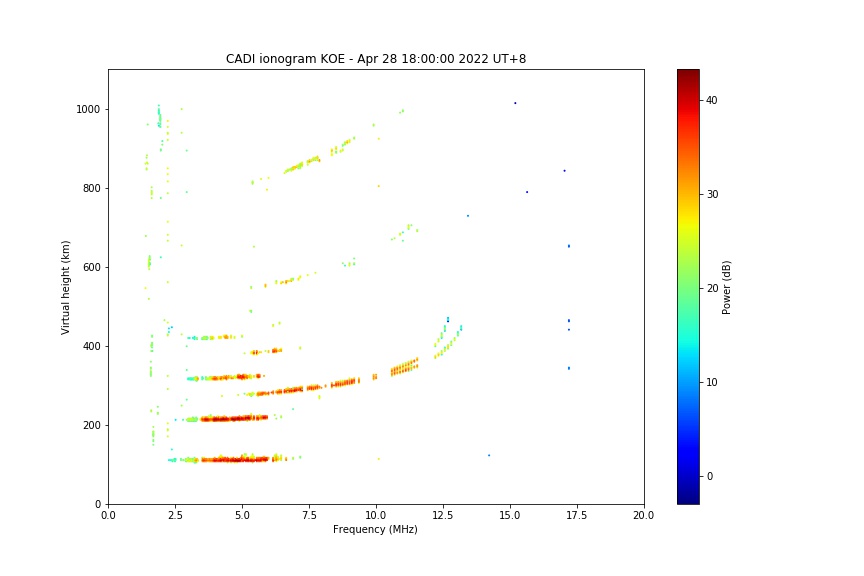 CADI ionogram KOE - Apr 28 18:00:00 2022 UT+8
1000
800
600
400
200
0
Virtual height (km)
0.0 2.5 5.0 7.5 10.0 12.5 15.0 17.5 20.0
Frequency (MHz)
40
30
20
10
0
Power (dB)